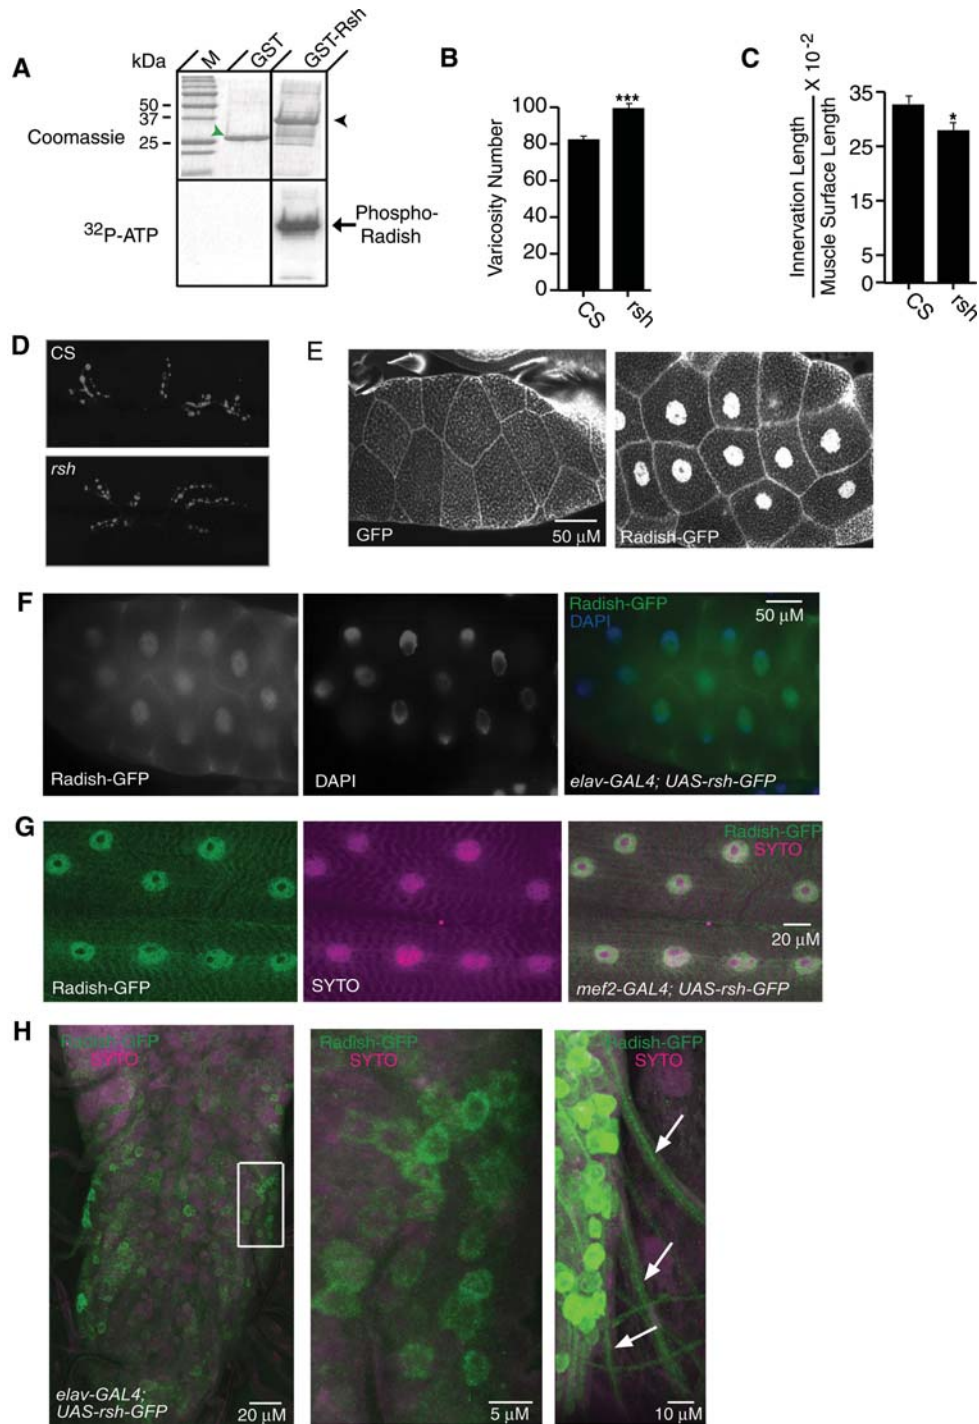 A
kDa
M
GST
GST-Rsh
50
37
25
Coomassie
32P-ATP
Phospho-
Radish
B
Varicosity Number
100
80
60
40
20
0
CS
rsh
***
C
Innervation Length
Muscle Surface Length
X 10-2
35
25
15
5
0
CS
rsh
*
D
CS
rsh
E
GFP
50 μM
Radish-GFP
F
Radish-GFP
DAPI
Radish-GFP
DAPI
50 μM
elav-GAL4; UAS-rsh-GFP
G
Radish-GFP
SYTO
Radish-GFP
SYTO
20 μM
mef2-GAL4; UAS-rsh-GFP
H
Radish-GFP
SYTO
elav-GAL4;
UAS-rsh-GFP
20 μM
Radish-GFP
SYTO
5 μM
Radish-GFP
SYTO
10 μM